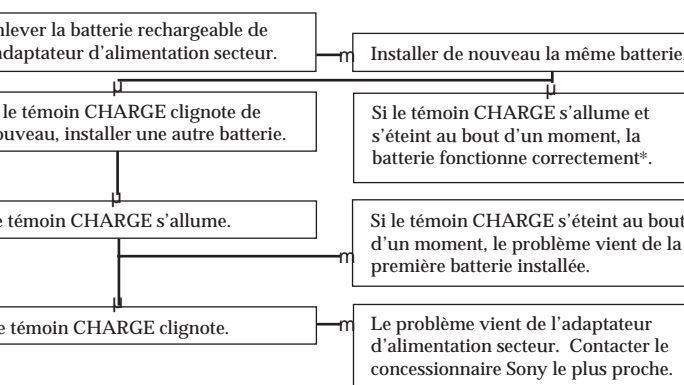 nlever la batterie rechargeable de
adaptateur d'alimentation secteur.
m
Installer de nouveau la même batterie.
µ
µ
le témoin CHARGE clignote de
ouveau, installer une autre batterie.
Si le témoin CHARGE s'allume et
s'éteint au bout d'un moment, la
batterie fonctionne correctement*.
µ
e témoin CHARGE s'allume.
m
Si le témoin CHARGE s'éteint au bout
d'un moment, le problème vient de la
première batterie installée.
µ
e témoin CHARGE clignote.
m
Le problème vient de l'adaptateur
d'alimentation secteur. Contacter le
concessionnaire Sony le plus proche.